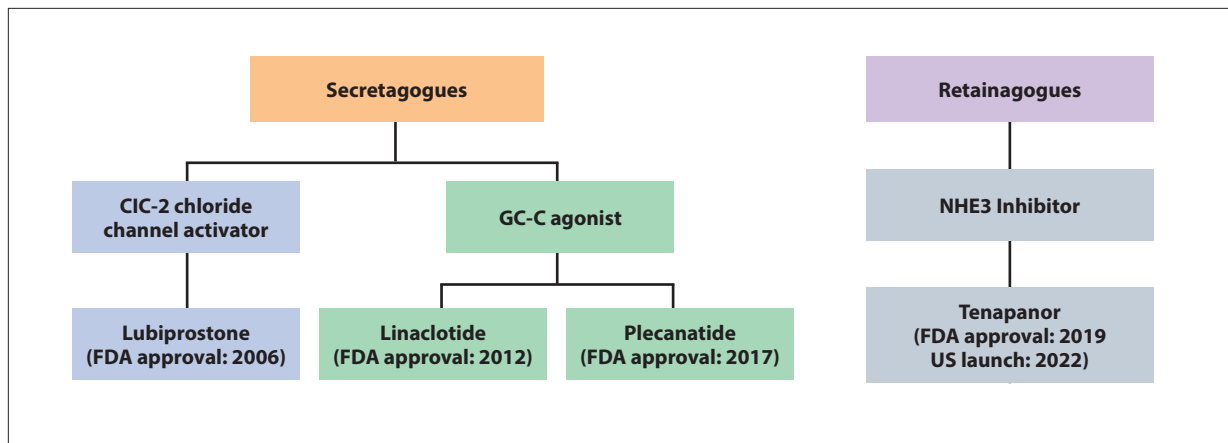 Secretagogues
Retainagogues
CIC-2 chloride
channel activator
GC-C agonist
NHE3 Inhibitor
Lubiprostone
(FDA approval: 2006)
Linaclotide
(FDA approval: 2012)
Plecanatide
(FDA approval: 2017)
Tenapanor
(FDA approval: 2019
US launch: 2022)